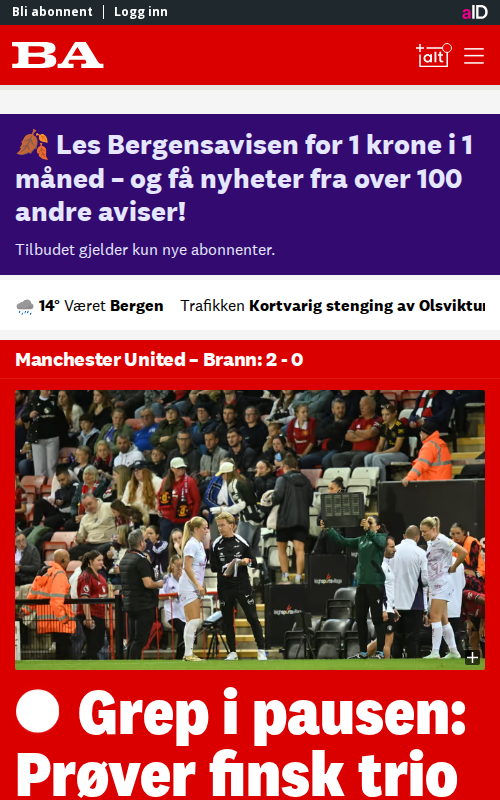 Bli abonnent | Logg inn
aID
BA
+alt
Les Bergensavisen for 1 krone i 1
måned – og få nyheter fra over 100
andre aviser!
Tilbudet gjelder kun nye abonnenter.
14° Været Bergen Trafikken Kortvarig stenging av Olsviktun
Manchester United – Brann: 2 - 0
Grep i pausen:
Prøver finsk trio